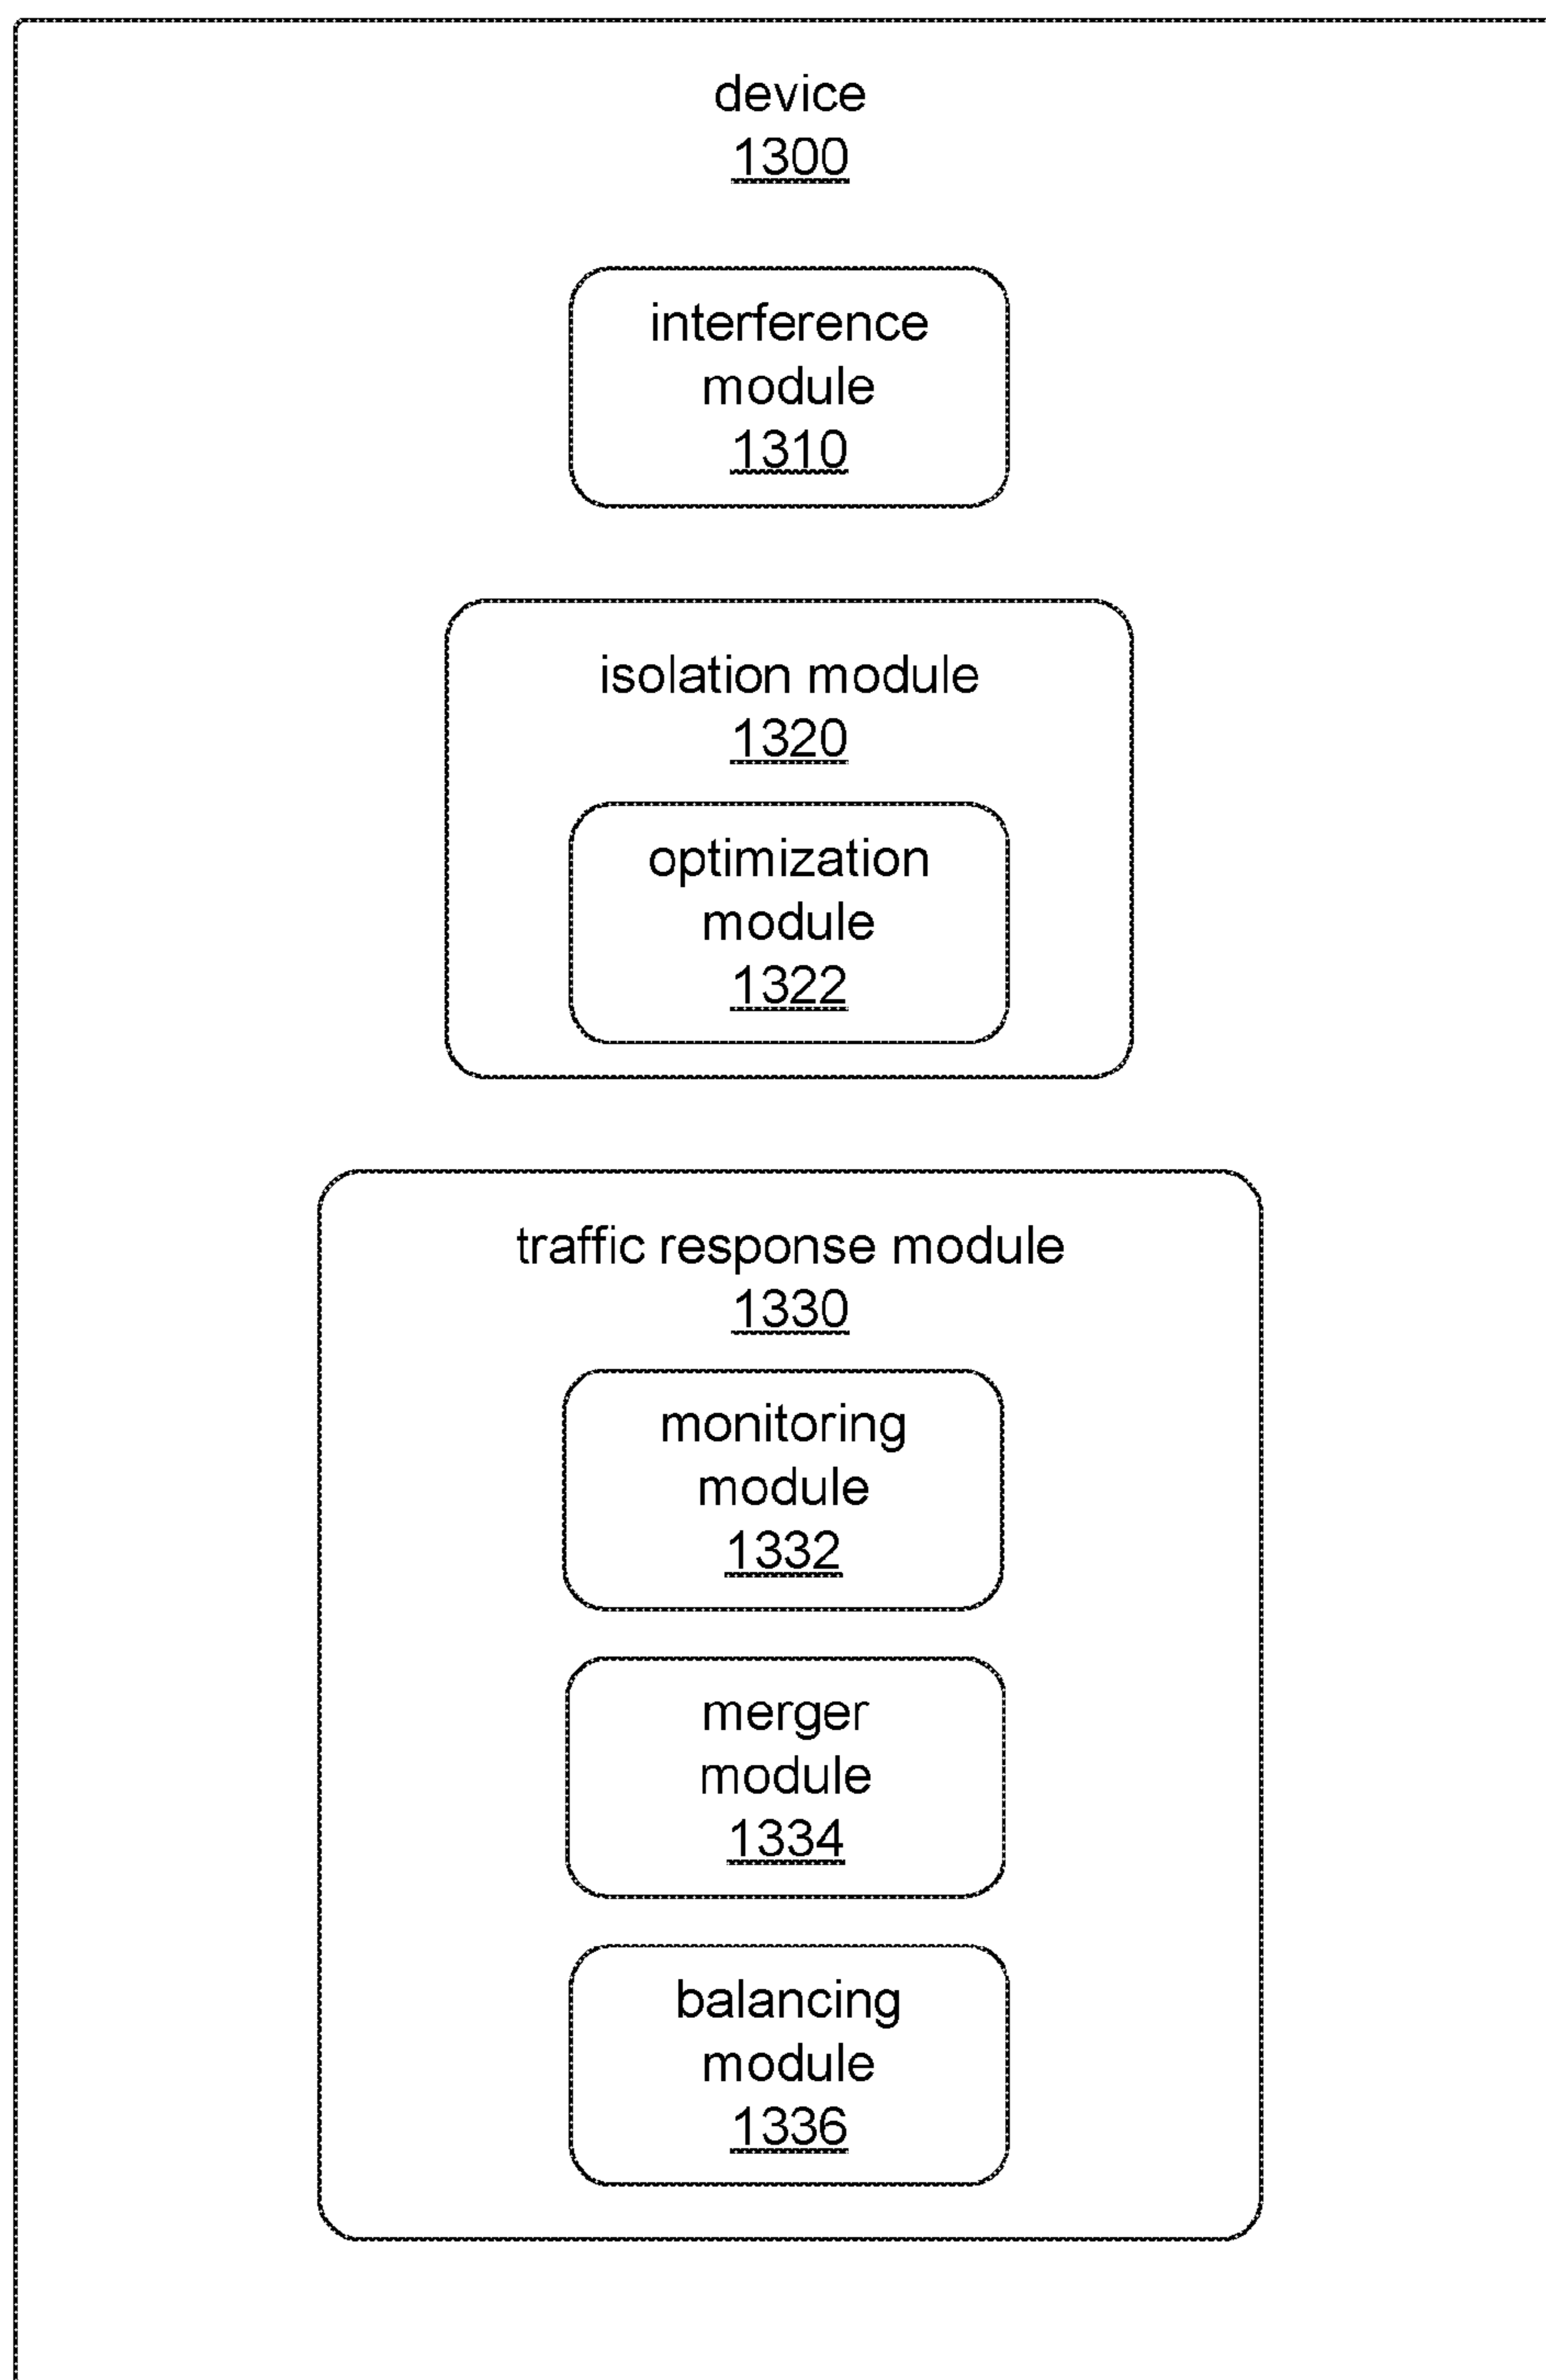 device
1300
interference
module
1310
isolation module
1320
optimization
module
1322
traffic response module
1330
monitoring
module
1332
merger
module
1334
balancing
module
1336